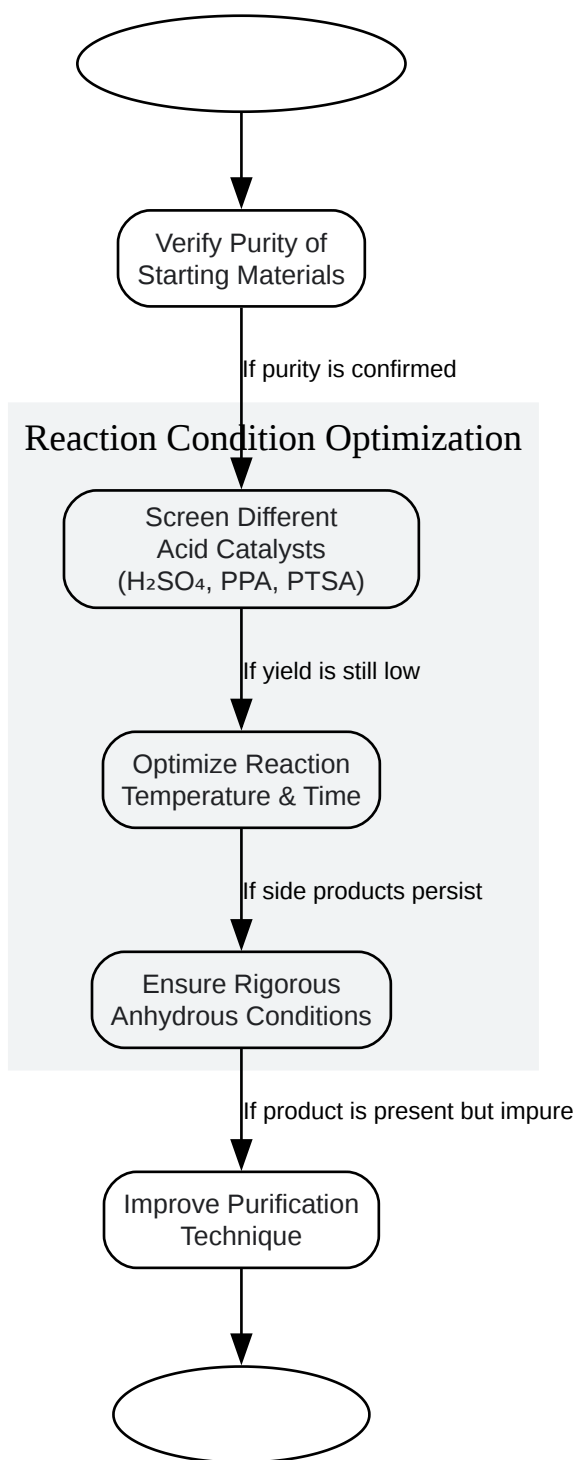 Verify Purity of
Starting Materials
If purity is confirmed
Reaction Condition Optimization
Screen Different
Acid Catalysts
(H₂SO₄, PPA, PTSA)
If yield is still low
Optimize Reaction
Temperature & Time
If side products persist
Ensure Rigorous
Anhydrous Conditions
If product is present but impure
Improve Purification
Technique